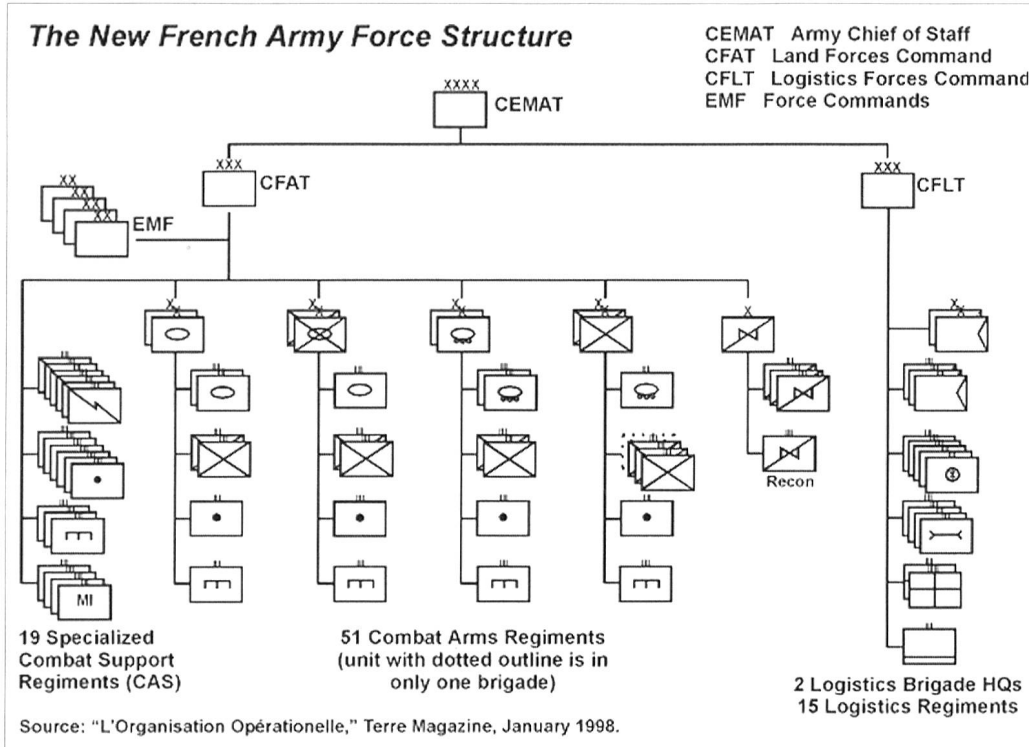 The New French Army Force Structure
CEMAT Army Chief of Staff
CFAT Land Forces Command
CFLT Logistics Forces Command
EMF Force Commands
XXXX
CEMAT
XXX
CFAT
XXX
CFLT
XX
XX
XX
XX
EMF
X
X
X
X
X
X
X
X
X
X
X
Recon
MI
19 Specialized
Combat Support
Regiments (CAS)
51 Combat Arms Regiments
(unit with dotted outline is in
only one brigade)
2 Logistics Brigade HQs
15 Logistics Regiments
Source: "L'Organisation Opérationelle," Terre Magazine, January 1998.